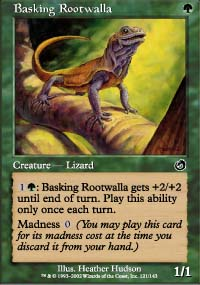 Basking Rootwalla
Creature — Lizard
1 : Basking Rootwalla gets +2/+2
until end of turn. Play this ability
only once each turn.
Madness 0 (You may play this card
for its madness cost at the time
you discard it from your hand.)
Illus. Heather Hudson
™ & © 1993-2002 Wizards of the Coast, Inc. 121/143
1/1